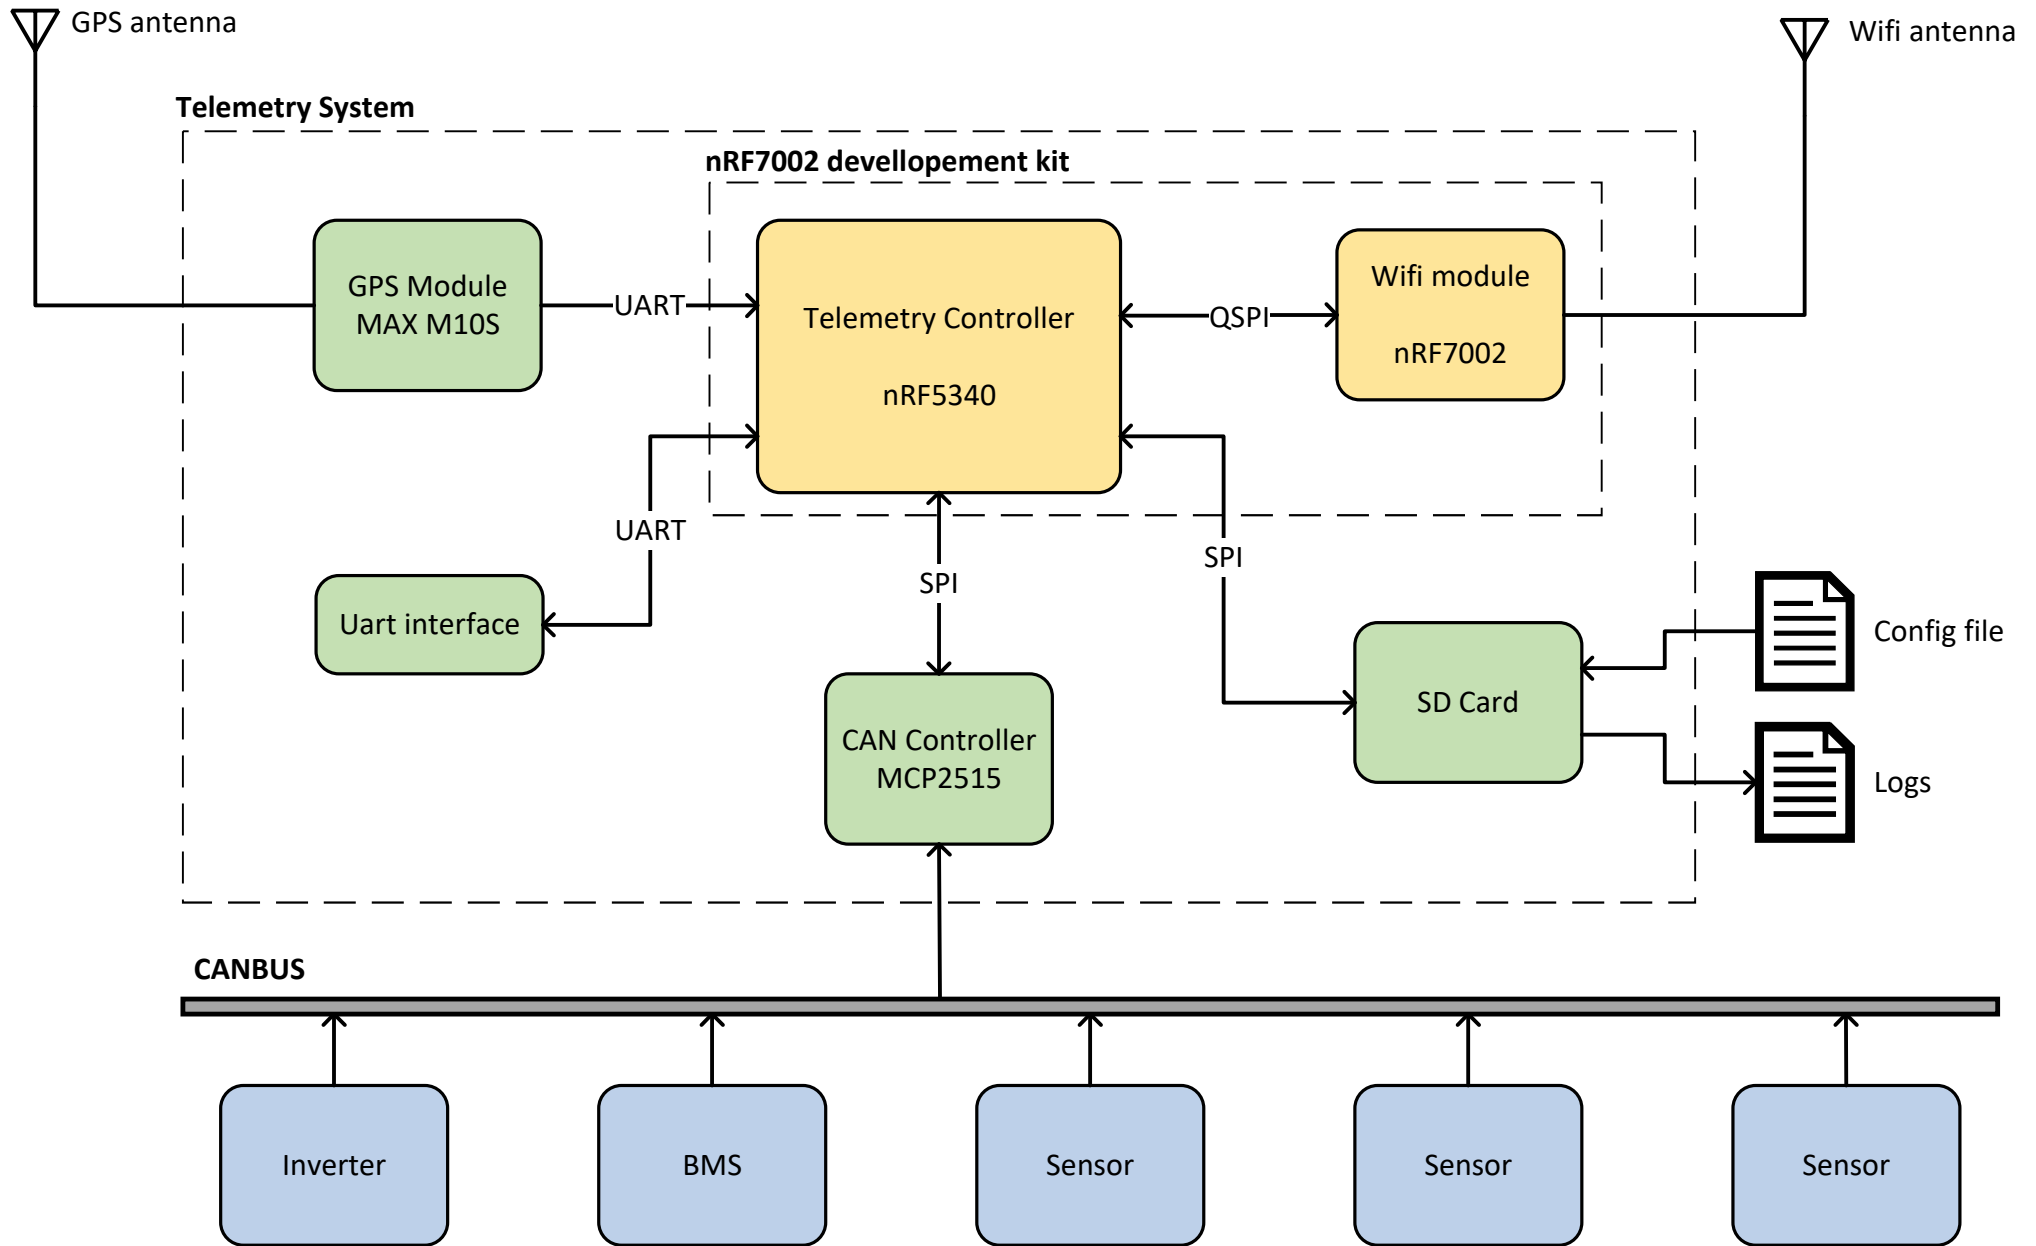 GPS antenna
Wifi antenna
Telemetry System
nRF7002 devellopement kit
GPS Module
MAX M10S
UART
Telemetry Controller
nRF5340
QSPI
Wifi module
nRF7002
UART
SPI
SPI
Uart interface
CAN Controller
MCP2515
SD Card
Config file
Logs
CANBUS
Inverter
BMS
Sensor
Sensor
Sensor